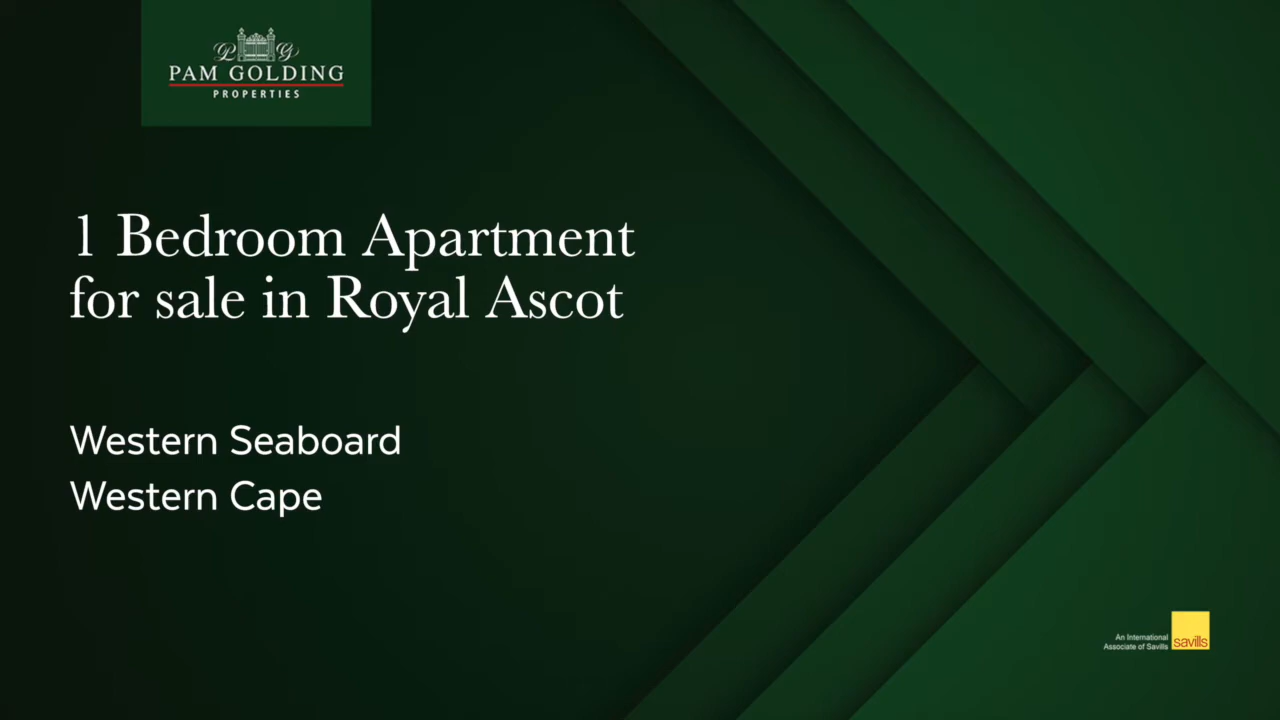 PAM GOLDING
PROPERTIES
1 Bedroom Apartment
for sale in Royal Ascot
Western Seaboard
Western Cape
An International
Associate of Savills
savills